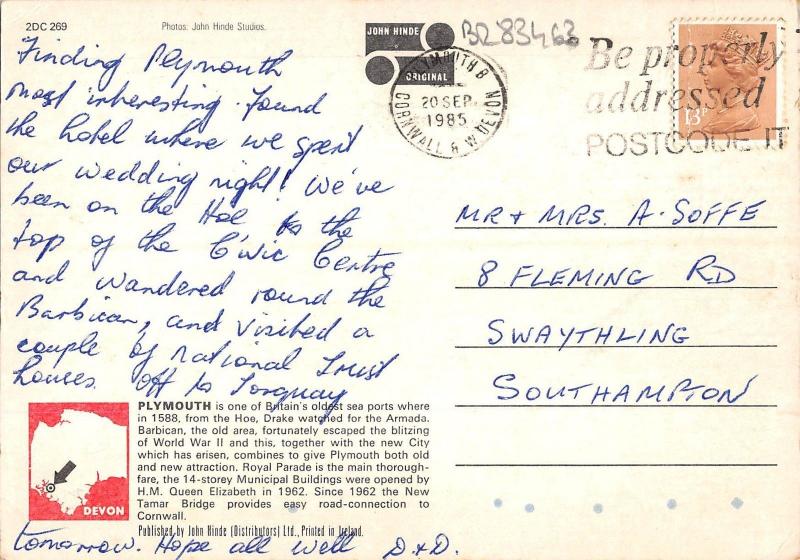 2DC 269
Photos: John Hinde Studios.
JOHN HINDE
ORIGINAL
BR83463
PLYMOUTH B
20 SEP
1985
CORNWALL & W. DEVON
Be properly
addressed
POSTCODE IT
13P
Finding Plymouth
most interesting. Found
the hotel where we spent
our wedding night! We've
been on the Hoe to the
top of the Civic Centre
and wandered round the
Barbican, and visited a
couple of National Trust
houses. Off to Torquay
tomorrow. Hope all well D+D.
MR + MRS. A. SOFFE
8 FLEMING RD
SWAYTHLING
SOUTHAMPTON
PLYMOUTH is one of Britain's oldest sea ports where
in 1588, from the Hoe, Drake watched for the Armada.
Barbican, the old area, fortunately escaped the blitzing
of World War II and this, together with the new City
which has arisen, combines to give Plymouth both old
and new attraction. Royal Parade is the main thorough-
fare, the 14-storey Municipal Buildings were opened by
H.M. Queen Elizabeth in 1962. Since 1962 the New
Tamar Bridge provides easy road-connection to
Cornwall.
DEVON
Published by John Hinde (Distributors) Ltd., Printed in Ireland.